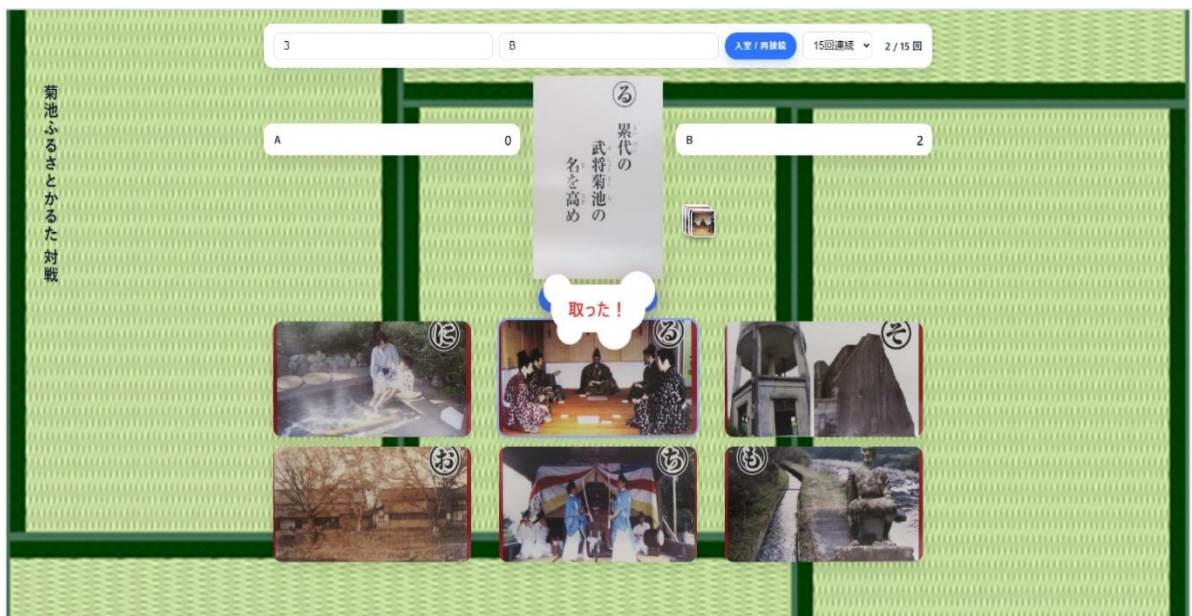 3
B
入室 / 再接続
15回連続
2 / 15 回
菊池ふるさとかるた 対戦
A
0
る
累代の
武将菊池の
名を高め
B
2
取った！
に
る
そ
お
ち
も